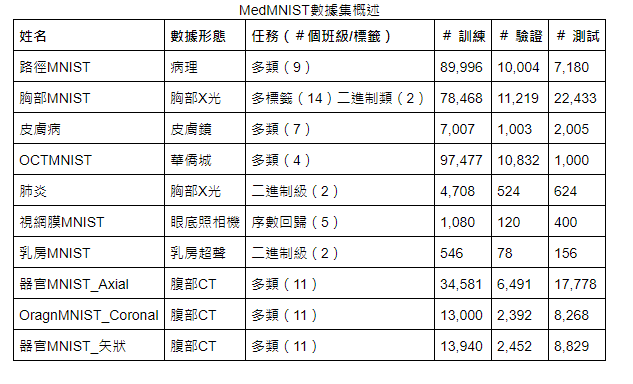 MedMNIST數據集概述
姓名 數據形態 任務（＃個班級/標籤） ＃ 訓練 ＃ 驗證 ＃ 測試
路徑MNIST 病理 多類（9） 89,996 10,004 7,180
胸部MNIST 胸部X光 多標籤（14）二進制類（2） 78,468 11,219 22,433
皮膚病 皮膚鏡 多類（7） 7,007 1,003 2,005
OCTMNIST 華僑城 多類（4） 97,477 10,832 1,000
肺炎 胸部X光 二進制級（2） 4,708 524 624
視網膜MNIST 眼底照相機 序數回歸（5） 1,080 120 400
乳房MNIST 乳房超聲 二進制級（2） 546 78 156
器官MNIST_Axial 腹部CT 多類（11） 34,581 6,491 17,778
OragnMNIST_Coronal 腹部CT 多類（11） 13,000 2,392 8,268
器官MNIST_矢狀 腹部CT 多類（11） 13,940 2,452 8,829